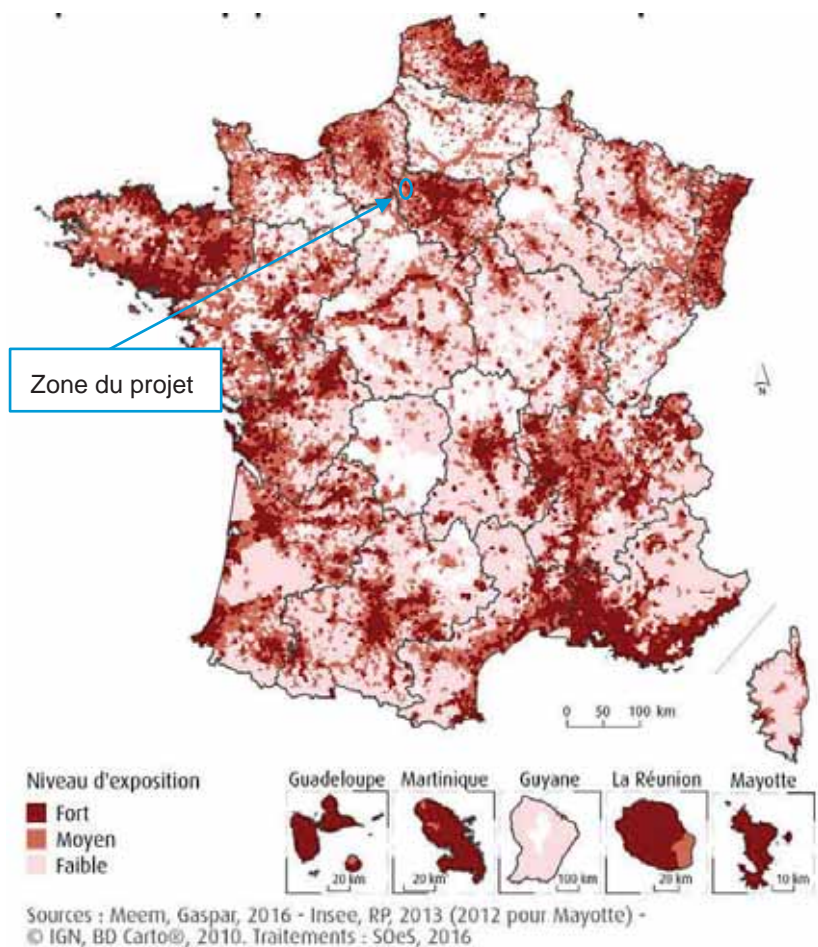 Zone du projet
N
0 50 100 km
Niveau d'exposition
Fort
Moyen
Faible
Guadeloupe
Martinique
Guyane
La Réunion
Mayotte
20 km
20 km
100 km
20 km
10 km
Sources : Meem, Gaspar, 2016 - Insee, RP, 2013 (2012 pour Mayotte) -
© IGN, BD Carto®, 2010. Traitements : SOeS, 2016